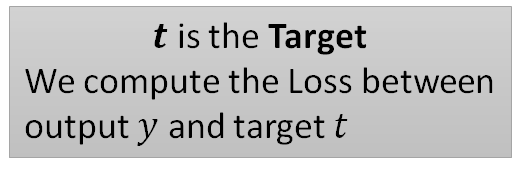 t is the Target
We compute the Loss between
output y and target t